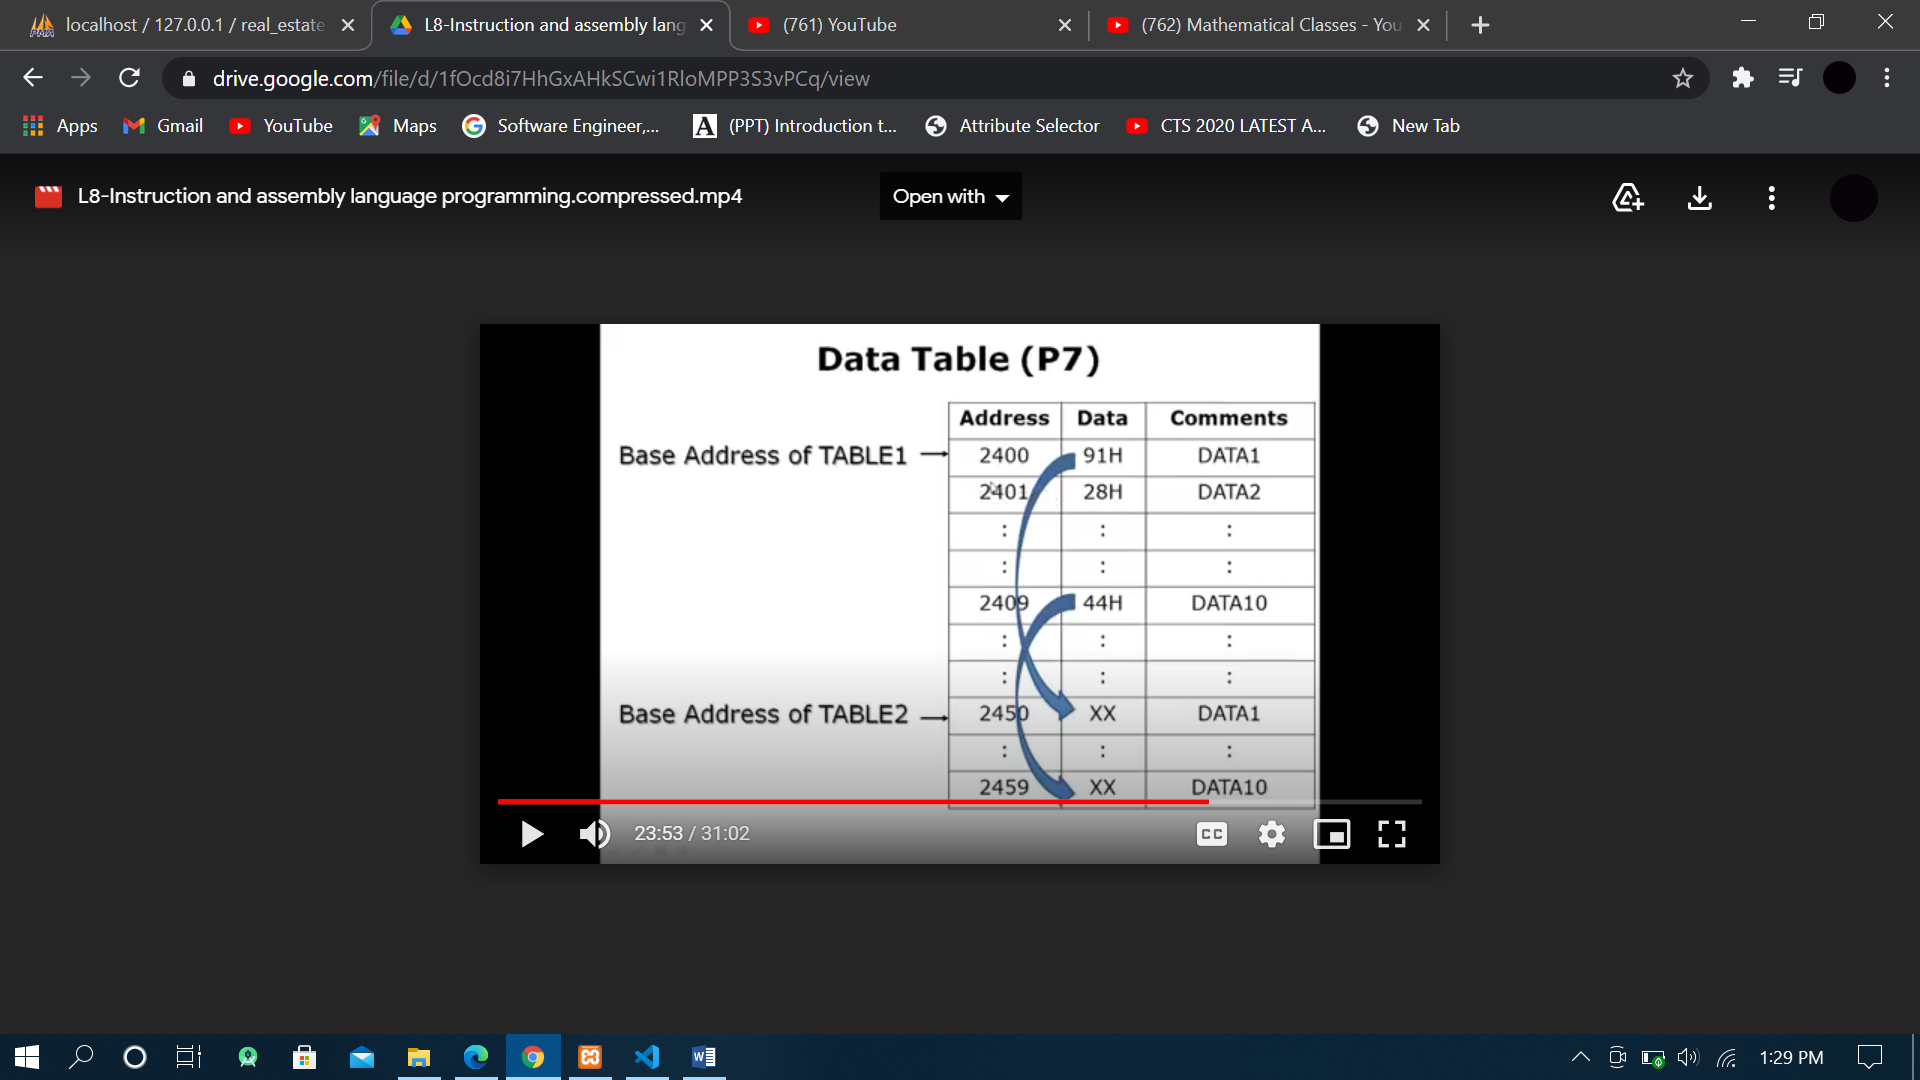 localhost / 127.0.0.1 / real_estate
L8-Instruction and assembly lang
(761) YouTube
(762) Mathematical Classes - You
drive.google.com/file/d/1fOcd8i7HhGxAHkSCwi1RloMPP3S3vPCq/view
Apps Gmail YouTube Maps Software Engineer,... (PPT) Introduction t... Attribute Selector CTS 2020 LATEST A... New Tab
L8-Instruction and assembly language programming.compressed.mp4
Open with
Data Table (P7)
Address Data Comments
Base Address of TABLE1 2400 91H DATA1
2401 28H DATA2
: : :
: : :
2409 44H DATA10
: : :
: : :
Base Address of TABLE2 2450 XX DATA1
: : :
2459 XX DATA10
23:53 / 31:02
CC
1:29 PM